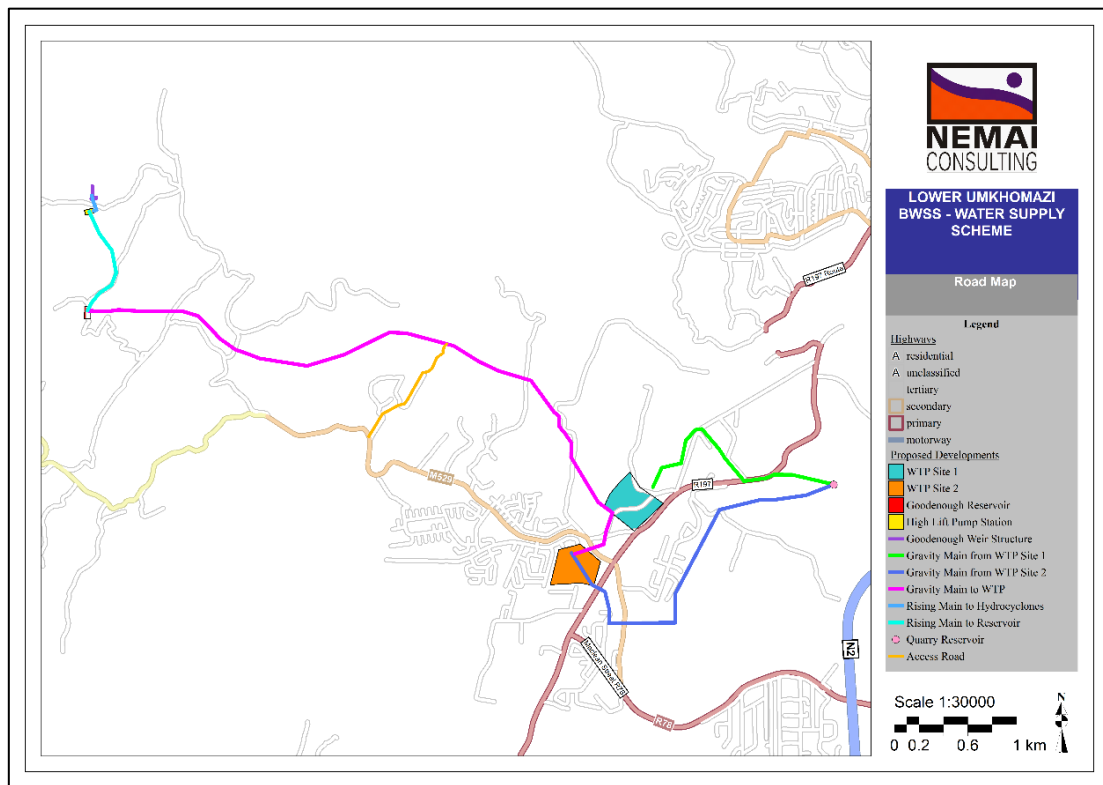 NEMAI
CONSULTING
LOWER UMKHOMAZI
BWSS - WATER SUPPLY
SCHEME
Road Map
Legend
Highways
A residential
A unclassified
tertiary
secondary
primary
motorway
Proposed Developments
WTP Site 1
WTP Site 2
Goodenough Reservoir
High Lift Pump Station
Goodenough Weir Structure
Gravity Main from WTP Site 1
Gravity Main from WTP Site 2
Gravity Main to WTP
Rising Main to Hydrocyclones
Rising Main to Reservoir
Quarry Reservoir
Access Road
Scale 1:30000
N
0 0.2 0.6 1 km
R197 Route
R197
M529
N2
R78